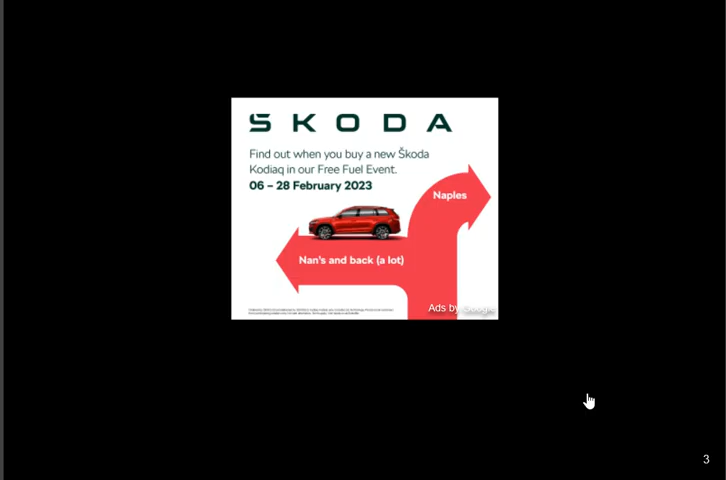 ŠKODA
Find out when you buy a new Škoda
Kodiaq in our Free Fuel Event.
06 – 28 February 2023
Naples
Nan's and back (a lot)
Ads by Google
3